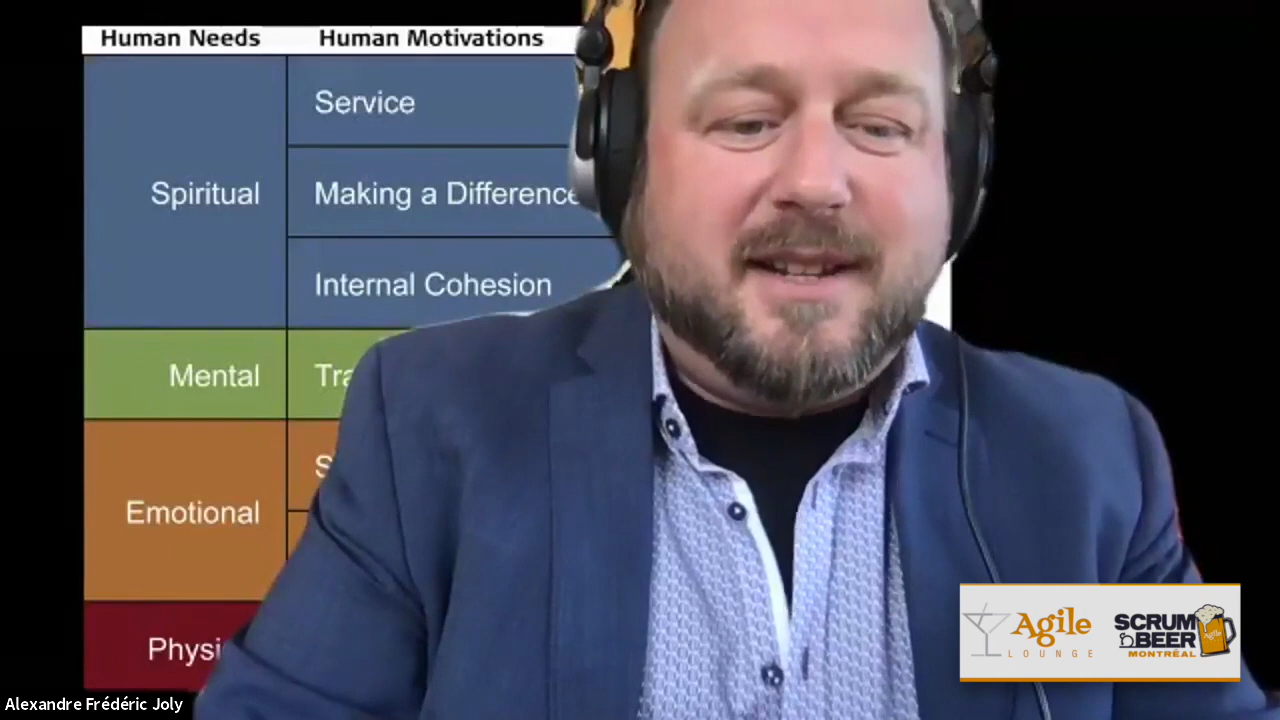 Human Needs Human Motivations
Service
Spiritual
Making a Difference
Internal Cohesion
Mental
Emotional
Alexandre Frédéric Joly
Agile
LOUNGE
SCRUM
BEER
MONTRÉAL
Agile